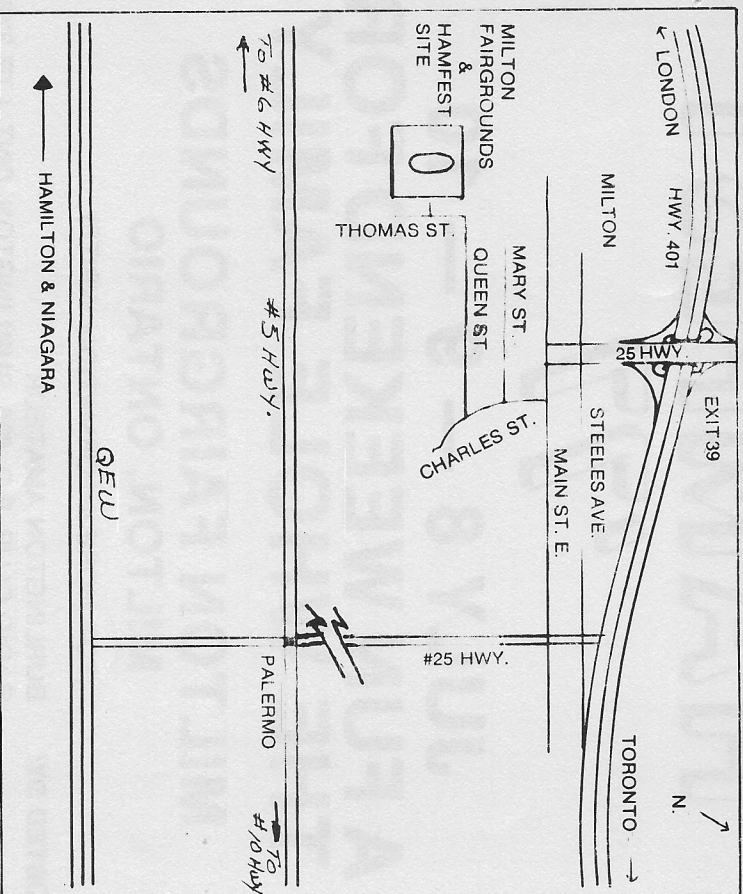 ← LONDON
HWY. 401
EXIT 39
25 HWY.
N.
TORONTO →
MILTON
STEELES AVE.
MAIN ST. E.
MILTON
FAIRGROUNDS
&
HAMFEST
SITE
MARY ST.
QUEEN ST.
THOMAS ST.
CHARLES ST.
#25 HWY.
To #6 HWY
←
#5 HWY.
PALERMO
→ To
#10 HWY
QEW
← HAMILTON & NIAGARA